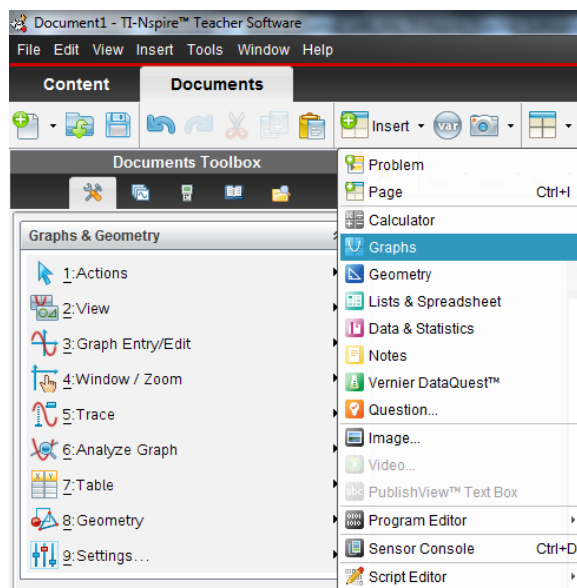 Document1 - TI-Nspire™ Teacher Software
File Edit View Insert Tools Window Help
Content Documents
Insert var
Documents Toolbox
Graphs & Geometry
1:Actions
2:View
3:Graph Entry/Edit
4:Window / Zoom
5:Trace
6:Analyze Graph
7:Table
8:Geometry
9:Settings...
Problem
Page Ctrl+I
Calculator
Graphs
Geometry
Lists & Spreadsheet
Data & Statistics
Notes
Vernier DataQuest™
Question...
Image...
Video...
abc PublishView™ Text Box
Program Editor
Sensor Console Ctrl+D
Script Editor